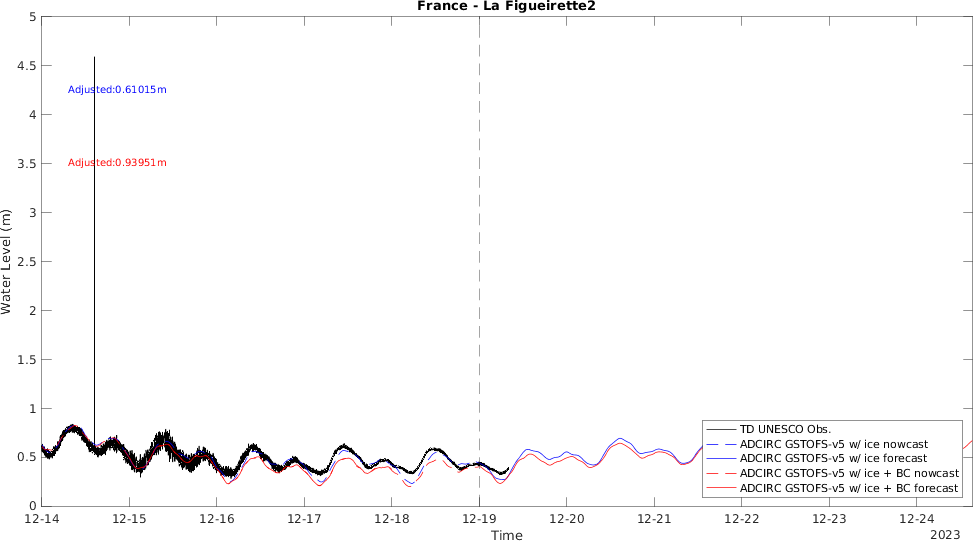 France - La Figueirette2
5
4.5
4
3.5
3
2.5
2
1.5
1
0.5
0
Water Level (m)
Adjusted:0.61015m
Adjusted:0.93951m
TD UNESCO Obs.
ADCIRC GSTOFS-v5 w/ ice nowcast
ADCIRC GSTOFS-v5 w/ ice forecast
ADCIRC GSTOFS-v5 w/ ice + BC nowcast
ADCIRC GSTOFS-v5 w/ ice + BC forecast
12-14 12-15 12-16 12-17 12-18 12-19 12-20 12-21 12-22 12-23 12-24
Time
2023